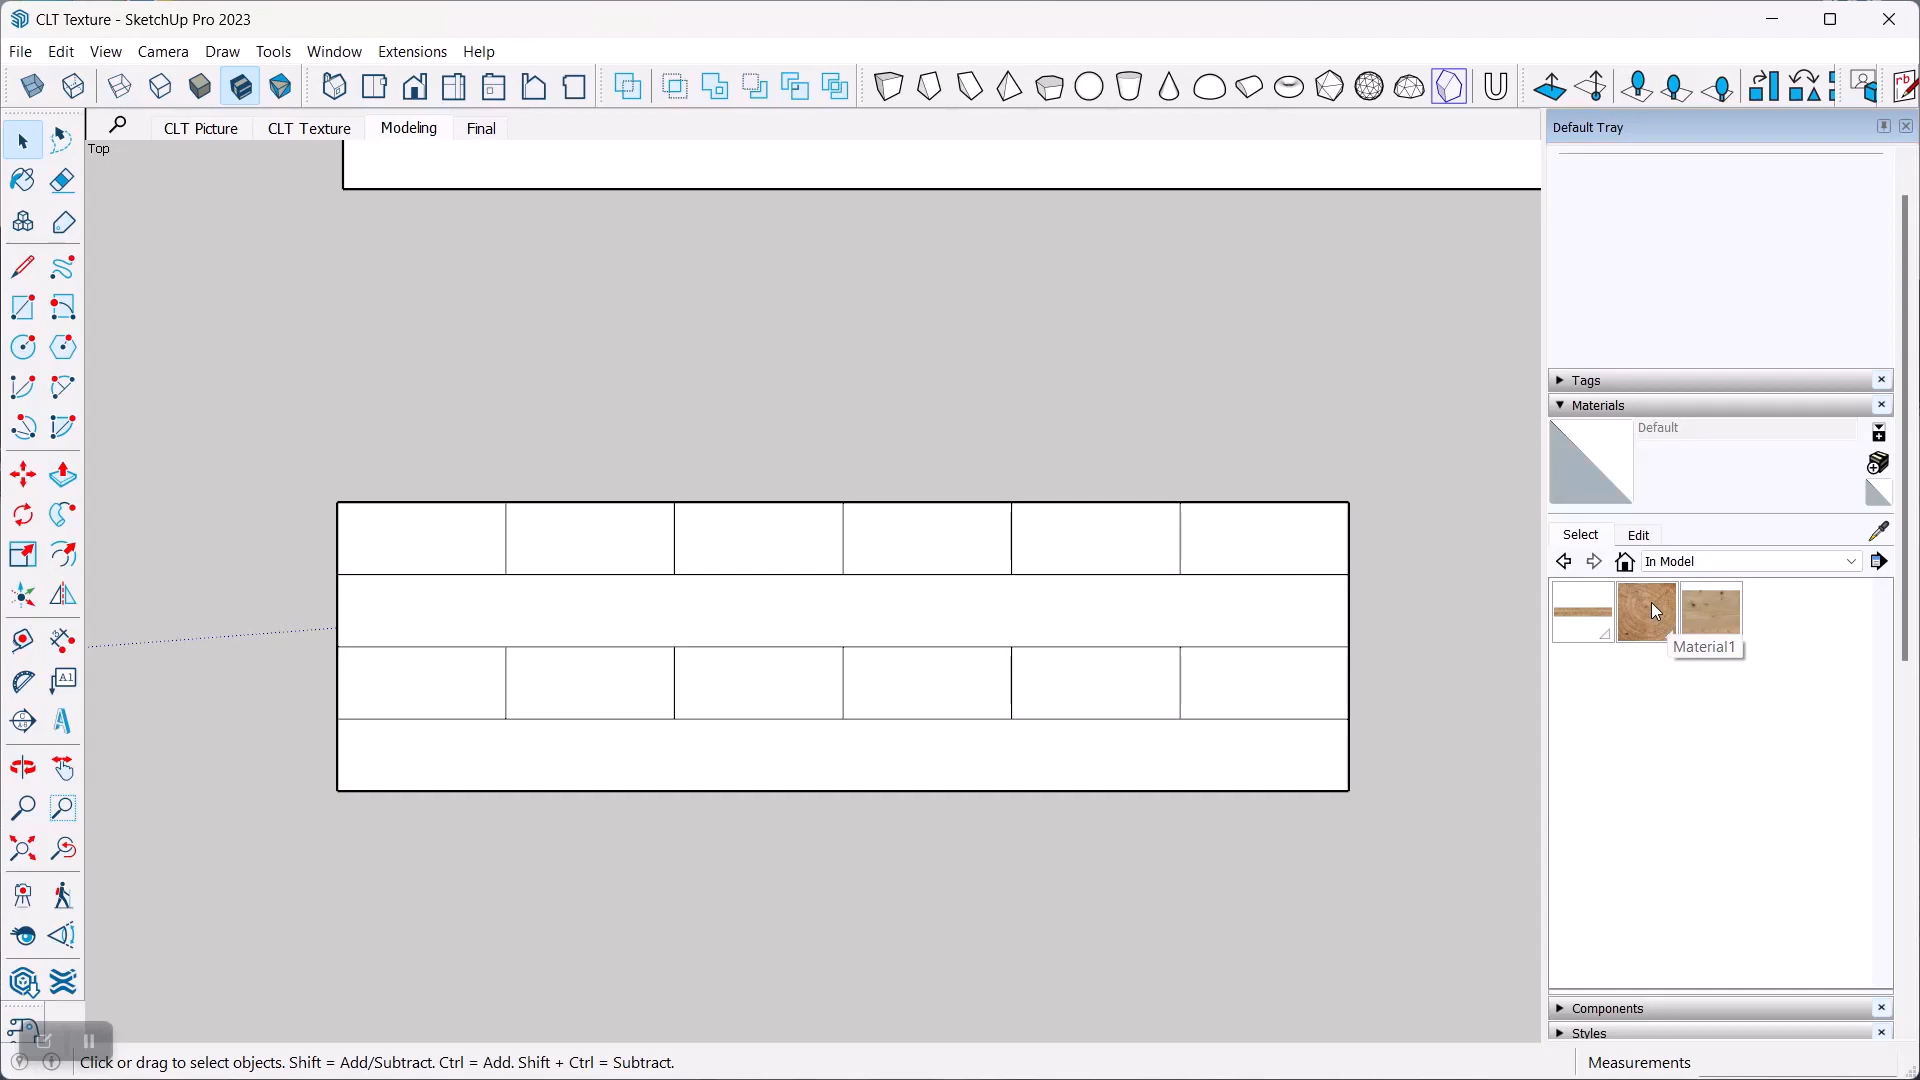 CLT Texture - SketchUp Pro 2023
File Edit View Camera Draw Tools Window Extensions Help
CLT Picture CLT Texture Modeling Final
Top
Default Tray
Tags
Materials
Default
Select Edit
In Model
Material1
Components
Styles
Click or drag to select objects. Shift = Add/Subtract. Ctrl = Add. Shift + Ctrl = Subtract.
Measurements